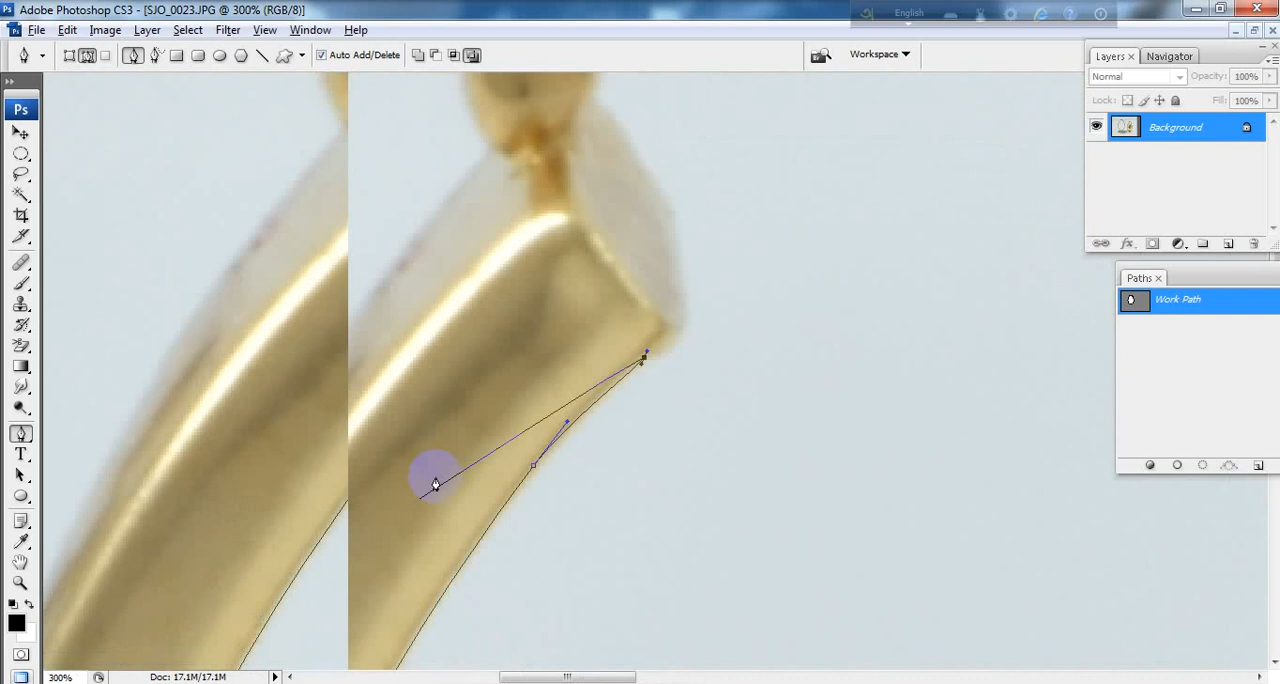 Ps Adobe Photoshop CS3 - [SJO_0023.JPG @ 300% (RGB/8)]
English
File Edit Image Layer Select Filter View Window Help
Auto Add/Delete
Workspace
Layers Navigator
Normal Opacity: 100%
Lock: Fill: 100%
Ps
Background
Paths
Work Path
T
300% Doc: 17.1M/17.1M